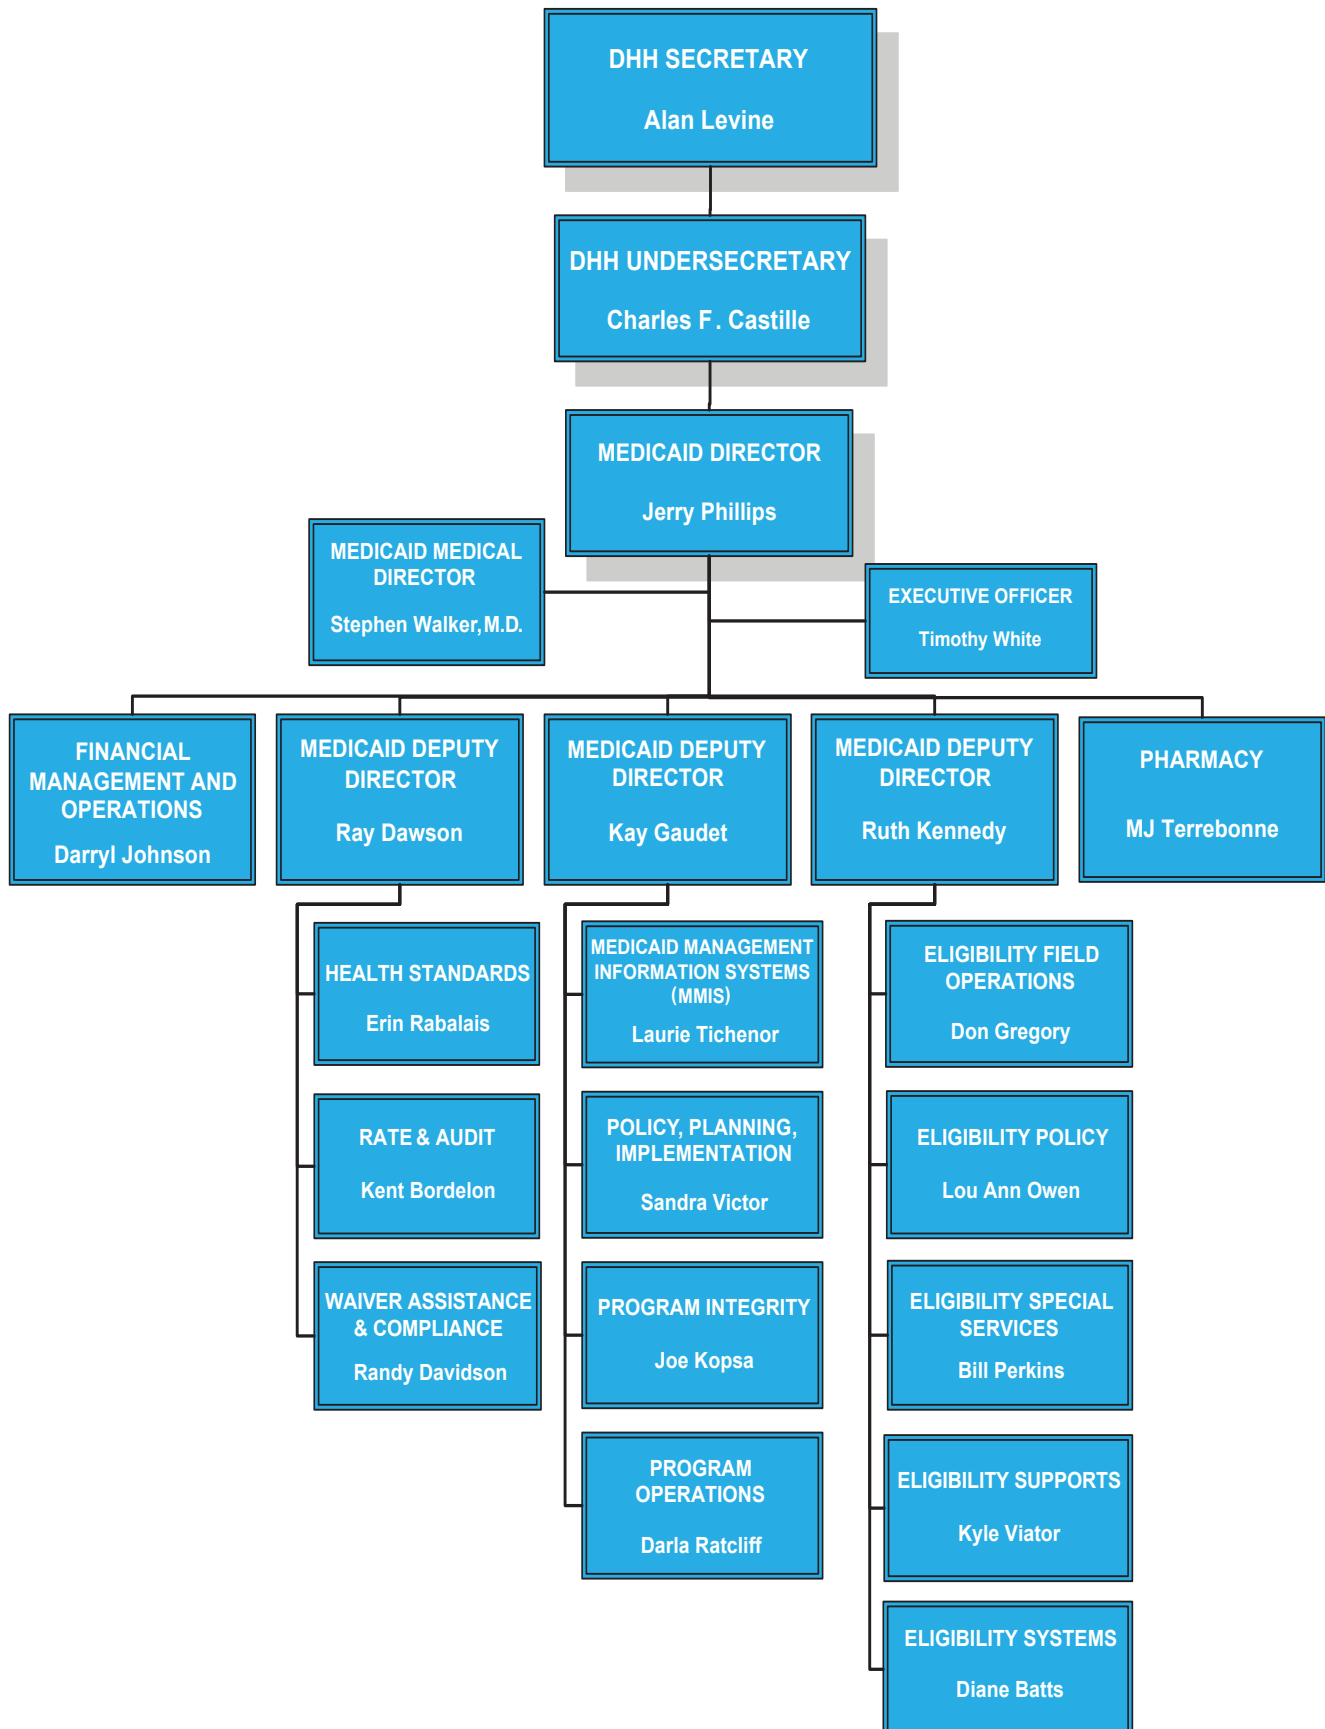 DHH SECRETARY
Alan Levine
DHH UNDERSECRETARY
Charles F. Castille
MEDICAID DIRECTOR
Jerry Phillips
MEDICAID MEDICAL
DIRECTOR
Stephen Walker, M.D.
EXECUTIVE OFFICER
Timothy White
FINANCIAL
MANAGEMENT AND
OPERATIONS
Darryl Johnson
MEDICAID DEPUTY
DIRECTOR
Ray Dawson
MEDICAID DEPUTY
DIRECTOR
Kay Gaudet
MEDICAID DEPUTY
DIRECTOR
Ruth Kennedy
PHARMACY
MJ Terrebonne
HEALTH STANDARDS
Erin Rabalais
RATE & AUDIT
Kent Bordelon
WAIVER ASSISTANCE
& COMPLIANCE
Randy Davidson
MEDICAID MANAGEMENT
INFORMATION SYSTEMS
(MMIS)
Laurie Tichenor
POLICY, PLANNING,
IMPLEMENTATION
Sandra Victor
PROGRAM INTEGRITY
Joe Kopsa
PROGRAM
OPERATIONS
Darla Ratcliff
ELIGIBILITY FIELD
OPERATIONS
Don Gregory
ELIGIBILITY POLICY
Lou Ann Owen
ELIGIBILITY SPECIAL
SERVICES
Bill Perkins
ELIGIBILITY SUPPORTS
Kyle Viator
ELIGIBILITY SYSTEMS
Diane Batts